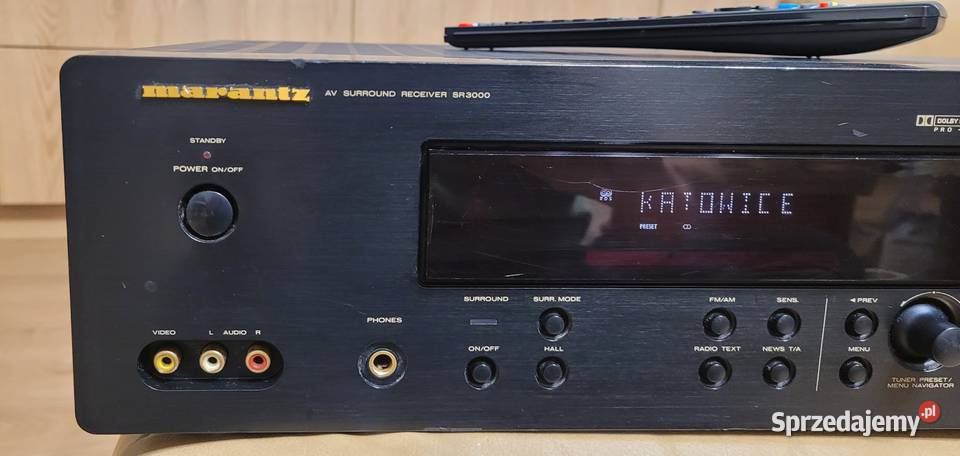 marantz AV SURROUND RECEIVER SR3000
DOLBY
PRO
STANDBY
POWER ON/OFF
KATOWICE
PRESET
SURROUND SURR. MODE FM/AM SENS. ◄ PREV
PHONES
VIDEO L AUDIO R
ON/OFF HALL RADIO TEXT NEWS T/A MENU
TUNER PRESET/
MENU NAVIGATOR
Sprzedajemy.pl